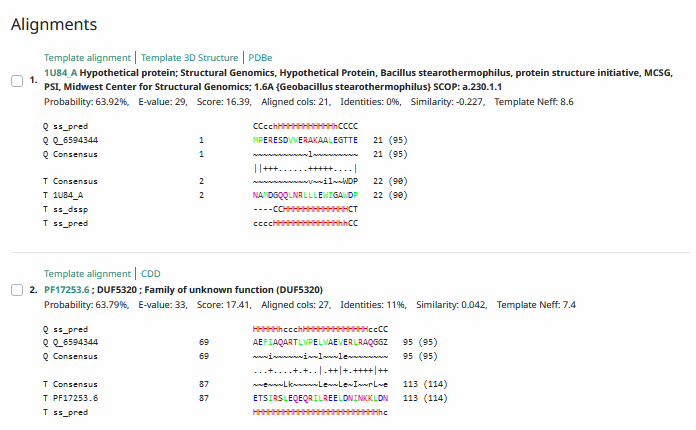 Alignments
Template alignment | Template 3D Structure | PDBe
1. 1U84_A Hypothetical protein; Structural Genomics, Hypothetical Protein, Bacillus stearothermophilus, protein structure initiative, MCSG,
PSI, Midwest Center for Structural Genomics; 1.6A {Geobacillus stearothermophilus} SCOP: a.230.1.1
Probability: 63.92%, E-value: 29, Score: 16.39, Aligned cols: 21, Identities: 0%, Similarity: -0.227, Template Neff: 8.6
Q ss_pred CCcchHHHHHHHHHHHhCCCC
Q Q_6594344 1 MPERESDVVERAKAALEGTTE 21 (95)
Q Consensus 1 ~~~~~~~~~~~~l~~~~~~~~~ 21 (95)
||+++......+++++....|
T Consensus 2 ~~~~~~~~~~~~~v~~il~~WDP 22 (90)
T 1U84_A 2 NAMDGQQLNRLLLEWIGAWDP 22 (90)
T ss_dssp ----CCHHHHHHHHHHHHHCT
T ss_pred ccccHHHHHHHHHHHHHhhCC
Template alignment | CDD
2. PF17253.6 ; DUF5320 ; Family of unknown function (DUF5320)
Probability: 63.79%, E-value: 33, Score: 17.41, Aligned cols: 27, Identities: 11%, Similarity: 0.042, Template Neff: 7.4
Q ss_pred HHHHHhccchHHHHHHHHHHHHHccCC
Q Q_6594344 69 AEFIAQARTLVPELVAEVERLRAQGGZ 95 (95)
Q Consensus 69 ~~~i~~~~~~i~~l~~~le~~~~~~~~ 95 (95)
...+....+.+..|.++|+.++++|++
T Consensus 87 ~~e~~~Lk~~~~~Le~~Le~I~~rL~e 113 (114)
T PF17253.6 87 ETSIRSLEQEQRILREELDNINKKLDN 113 (114)
T ss_pred HHHHHHHHHHHHHHHHHHHHHHHHHhc